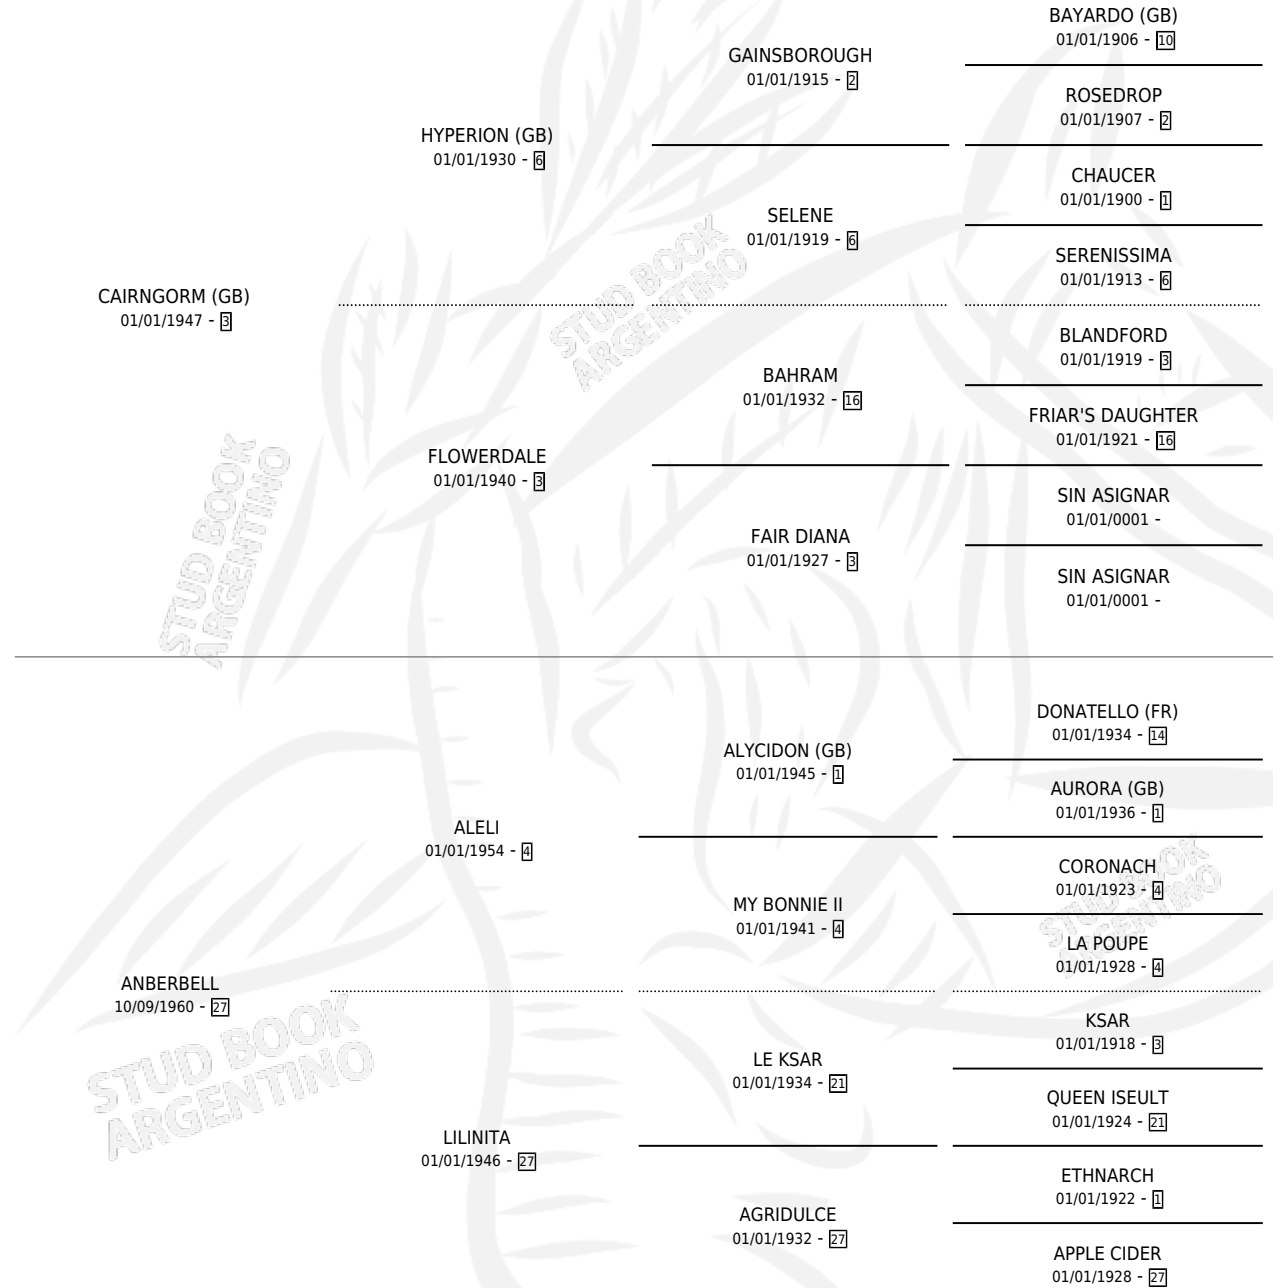 BAYARDO (GB)
01/01/1906 - 10
GAINSBOROUGH
01/01/1915 - 2
ROSEDROP
01/01/1907 - 2
HYPERION (GB)
01/01/1930 - 6
CHAUCER
01/01/1900 - 1
SELENE
01/01/1919 - 6
SERENISSIMA
01/01/1913 - 6
STUD BOOK
ARGENTINO
CAIRNGORM (GB)
01/01/1947 - 3
BLANDFORD
01/01/1919 - 3
BAHRAM
01/01/1932 - 16
FRIAR'S DAUGHTER
01/01/1921 - 16
FLOWERDALE
01/01/1940 - 3
SIN ASIGNAR
01/01/0001 -
FAIR DIANA
01/01/1927 - 3
SIN ASIGNAR
01/01/0001 -
STUD BOOK
ARGENTINO
DONATELLO (FR)
01/01/1934 - 14
ALYCIDON (GB)
01/01/1945 - 1
AURORA (GB)
01/01/1936 - 1
ALELI
01/01/1954 - 4
CORONACH
01/01/1923 - 4
MY BONNIE II
01/01/1941 - 4
LA POUPE
01/01/1928 - 4
STUD BOOK
ARGENTINO
ANBERBELL
10/09/1960 - 27
KSAR
01/01/1918 - 3
LE KSAR
01/01/1934 - 21
QUEEN ISEULT
01/01/1924 - 21
STUD BOOK
ARGENTINO
LILINITA
01/01/1946 - 27
ETHNARCH
01/01/1922 - 1
AGRIDULCE
01/01/1932 - 27
APPLE CIDER
01/01/1928 - 27